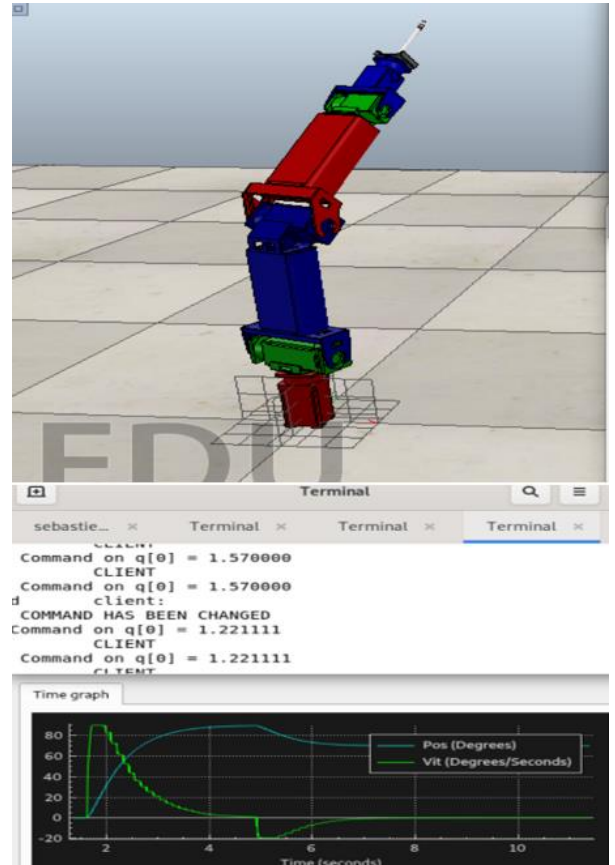 EDU
Terminal
sebastie... × Terminal × Terminal × Terminal ×
CLIENT
Command on q[0] = 1.570000
CLIENT
Command on q[0] = 1.570000
d client:
COMMAND HAS BEEN CHANGED
Command on q[0] = 1.221111
CLIENT
Command on q[0] = 1.221111
CLIENT
Time graph
80
60
40
20
0
-20
Pos (Degrees)
Vit (Degrees/Seconds)
2 4 6 8 10
Time (seconds)